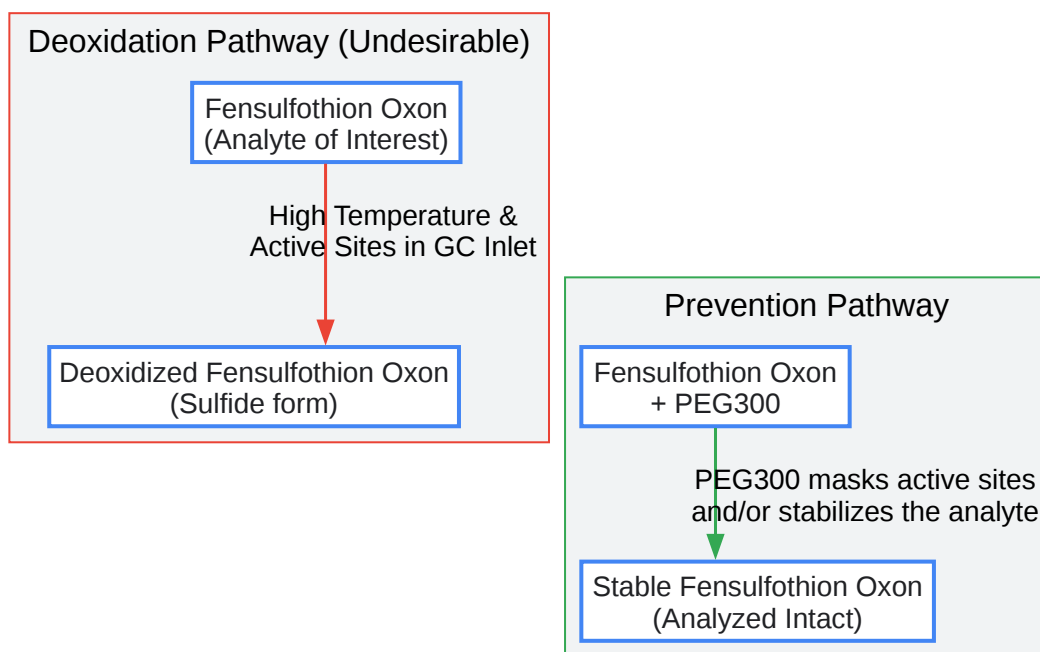 Deoxidation Pathway (Undesirable)
Fensulfothion Oxon
(Analyte of Interest)
High Temperature &
Active Sites in GC Inlet
Deoxidized Fensulfothion Oxon
(Sulfide form)
Prevention Pathway
Fensulfothion Oxon
+ PEG300
PEG300 masks active sites
and/or stabilizes the analyte
Stable Fensulfothion Oxon
(Analyzed Intact)